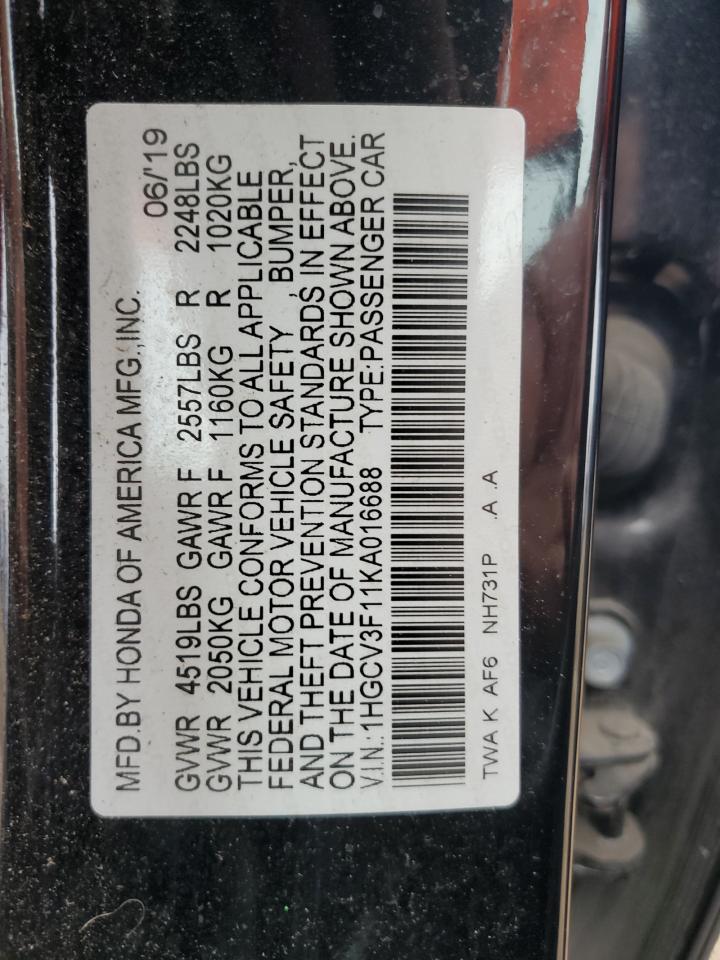 MFD.BY HONDA OF AMERICA MFG.,INC. 06/'19
GVWR 4519LBS GAWR F 2557LBS R 2248LBS
GVWR 2050KG GAWR F 1160KG R 1020KG
THIS VEHICLE CONFORMS TO ALL APPLICABLE
FEDERAL MOTOR VEHICLE SAFETY , BUMPER,
AND THEFT PREVENTION STANDARDS IN EFFECT
ON THE DATE OF MANUFACTURE SHOWN ABOVE.
V.I.N.:1HGCV3F11KA016688 TYPE:PASSENGER CAR
TWA K AF6 NH731P .A .A